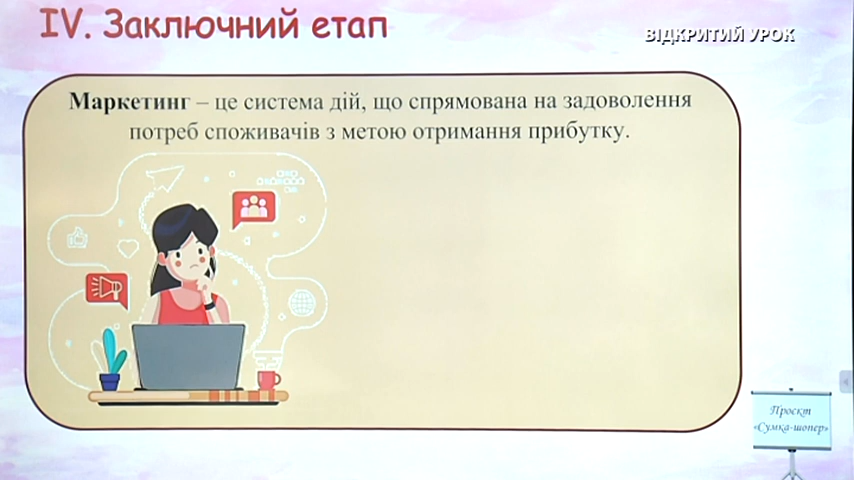 IV. Заключний етап
ВІДКРИТИЙ УРОК
Маркетинг – це система дій, що спрямована на задоволення
потреб споживачів з метою отримання прибутку.
Проєкт
«Сумка-шопер»